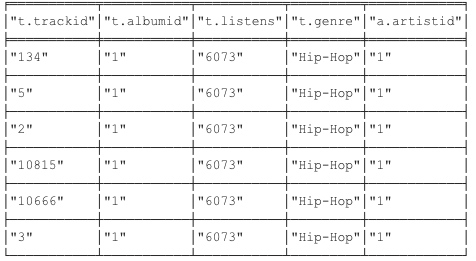 "t.trackid" "t.albumid" "t.listens" "t.genre" "a.artistid"
"134" "1" "6073" "Hip-Hop" "1"
"5" "1" "6073" "Hip-Hop" "1"
"2" "1" "6073" "Hip-Hop" "1"
"10815" "1" "6073" "Hip-Hop" "1"
"10666" "1" "6073" "Hip-Hop" "1"
"3" "1" "6073" "Hip-Hop" "1"